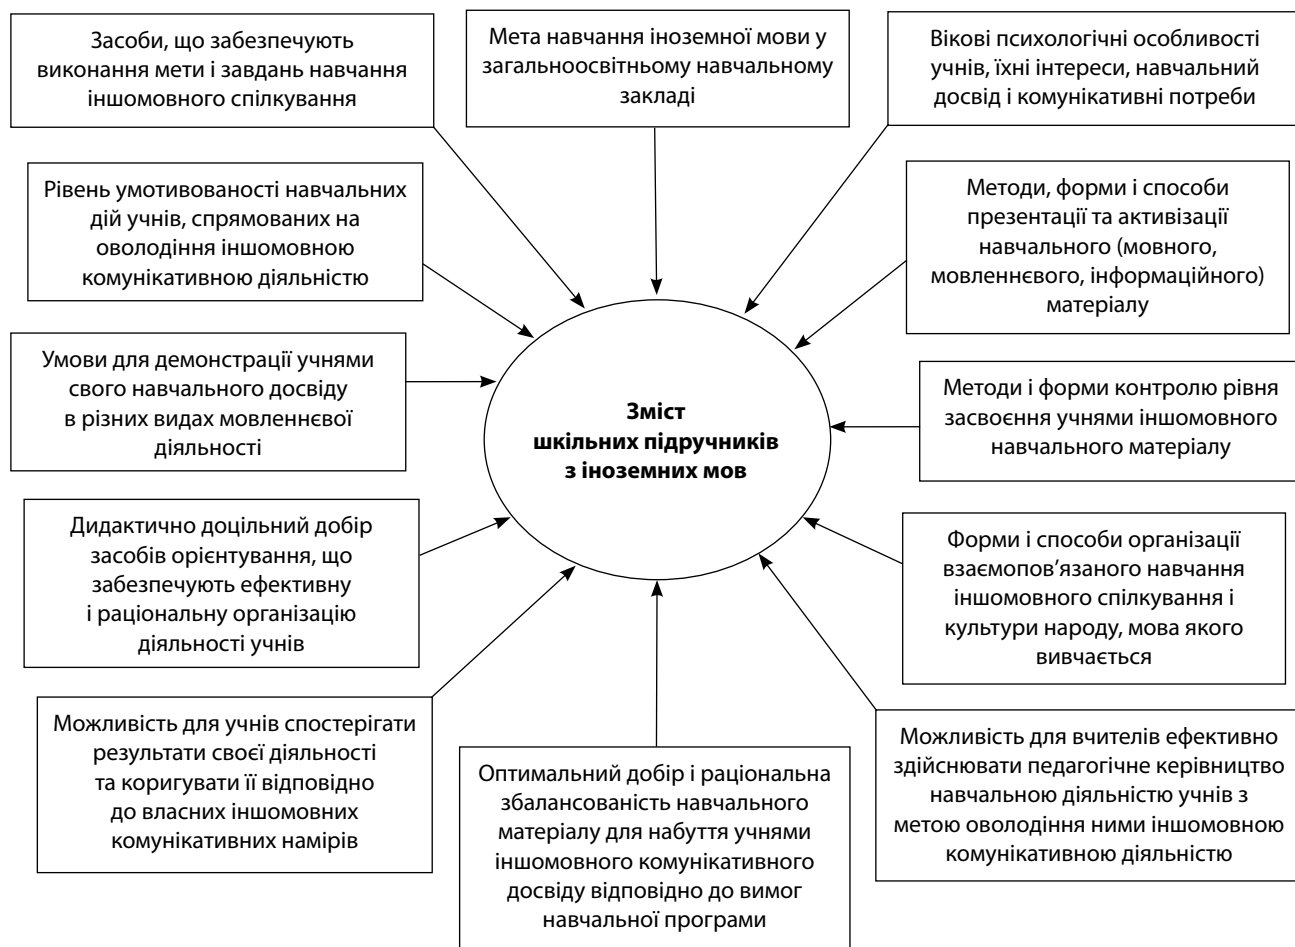 Засоби, що забезпечують
виконання мети і завдань навчання
іншомовного спілкування
Мета навчання іноземної мови у
загальноосвітньому навчальному
закладі
Вікові психологічні особливості
учнів, їхні інтереси, навчальний
досвід і комунікативні потреби
Рівень умотивованості навчальних
дій учнів, спрямованих на
оволодіння іншомовною
комунікативною діяльністю
Методи, форми і способи
презентації та активізації
навчального (мовного,
мовленнєвого, інформаційного)
матеріалу
Умови для демонстрації учнями
свого навчального досвіду
в різних видах мовленнєвої
діяльності
Зміст
шкільних підручників
з іноземних мов
Методи і форми контролю рівня
засвоєння учнями іншомовного
навчального матеріалу
Дидактично доцільний добір
засобів орієнтування, що
забезпечують ефективну
і раціональну організацію
діяльності учнів
Форми і способи організації
взаємопов’язаного навчання
іншомовного спілкування і
культури народу, мова якого
вивчається
Можливість для учнів спостерігати
результати своєї діяльності
та коригувати її відповідно
до власних іншомовних
комунікативних намірів
Оптимальний добір і раціональна
збалансованість навчального
матеріалу для набуття учнями
іншомовного комунікативного
досвіду відповідно до вимог
навчальної програми
Можливість для вчителів ефективно
здійснювати педагогічне керівництво
навчальною діяльністю учнів з
метою оволодіння ними іншомовною
комунікативною діяльністю